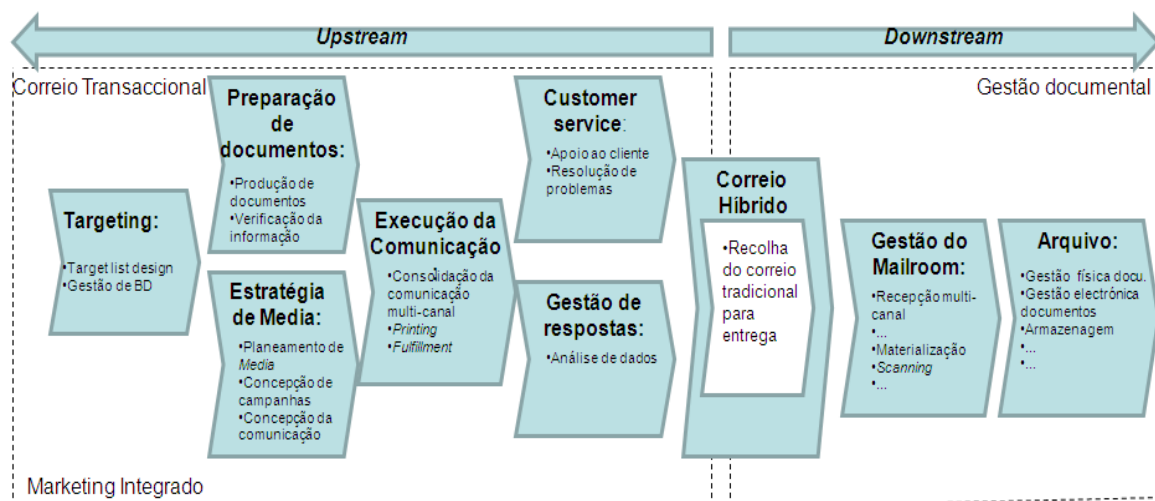 Upstream
Downstream
Correio Transaccional
Gestão documental
Targeting:
•Target list design
•Gestão de BD
Preparação
de
documentos:
•Produção de
documentos
•Verificação da
informação
Estratégia
de Media:
•Planeamento de
Media
•Concepção de
campanhas
•Concepção da
comunicação
Execução da
Comunicação
•Consolidação da
comunicação
multi-canal
•Printing
•Fulfillment
Customer
service:
•Apoio ao cliente
•Resolução de
problemas
Gestão de
respostas:
•Análise de dados
Correio
Híbrido
•Recolha
do correio
tradicional
para
entrega
Gestão do
Mailroom:
•Recepção multi-
canal
•...
•Materialização
•Scanning
•...
Arquivo:
•Gestão física docu.
•Gestão electrónica
documentos
•Armazenagem
•...
•...
Marketing Integrado